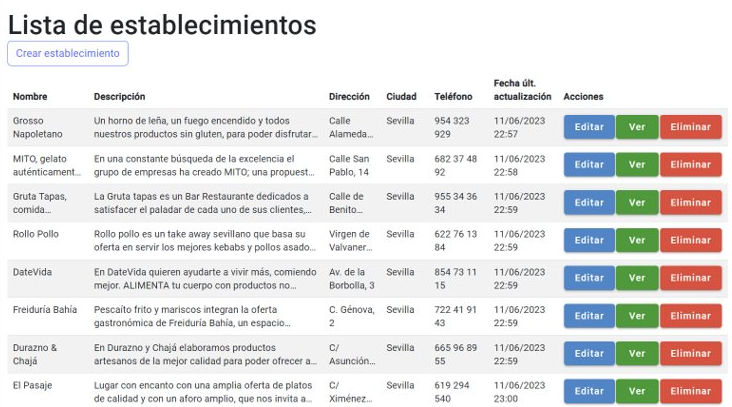 Lista de establecimientos
Crear establecimiento
Nombre Descripción Dirección Ciudad Teléfono Fecha últ. actualización Acciones
Grosso Un horno de leña, un fuego encendido y todos Calle Sevilla 954 323 11/06/2023 Editar Ver Eliminar
Napoletano nuestros productos sin gluten, para poder disfrutar... Alameda... 929 22:57
MITO, gelato En una constante búsqueda de la excelencia el Calle San Sevilla 682 37 48 11/06/2023 Editar Ver Eliminar
auténticament... grupo de empresas ha creado MITO; una propuest... Pablo, 14 92 22:58
Gruta Tapas, La Gruta tapas es un Bar Restaurante dedicados a Calle de Sevilla 955 34 36 11/06/2023 Editar Ver Eliminar
comida... satisfacer el paladar de cada uno de sus clientes,... Benito... 34 22:59
Rollo Pollo Rollo pollo es un take away sevillano que basa su Virgen de Sevilla 622 76 13 11/06/2023 Editar Ver Eliminar
oferta en servir los mejores kebabs y pollos asado... Valvaner... 84 22:59
DateVida En DateVida quieren ayudarte a vivir más, comiendo Av. de la Sevilla 854 73 11 11/06/2023 Editar Ver Eliminar
mejor. ALIMENTA tu cuerpo con productos no... Borbolla, 3 15 22:59
Freiduría Bahía Pescaíto frito y mariscos integran la oferta C. Génova, Sevilla 722 41 91 11/06/2023 Editar Ver Eliminar
gastronómica de Freiduría Bahía, un espacio... 2 43 22:59
Durazno & En Durazno y Chajá elaboramos productos C/ Sevilla 665 96 89 11/06/2023 Editar Ver Eliminar
Chajá artesanos de la mejor calidad para poder ofrecer a... Asunción... 55 22:59
El Pasaje Lugar con encanto con una amplia oferta de platos C/ Sevilla 619 294 11/06/2023 Editar Ver Eliminar
de calidad y con un aforo amplio, que nos invita a... Ximénez... 540 23:00